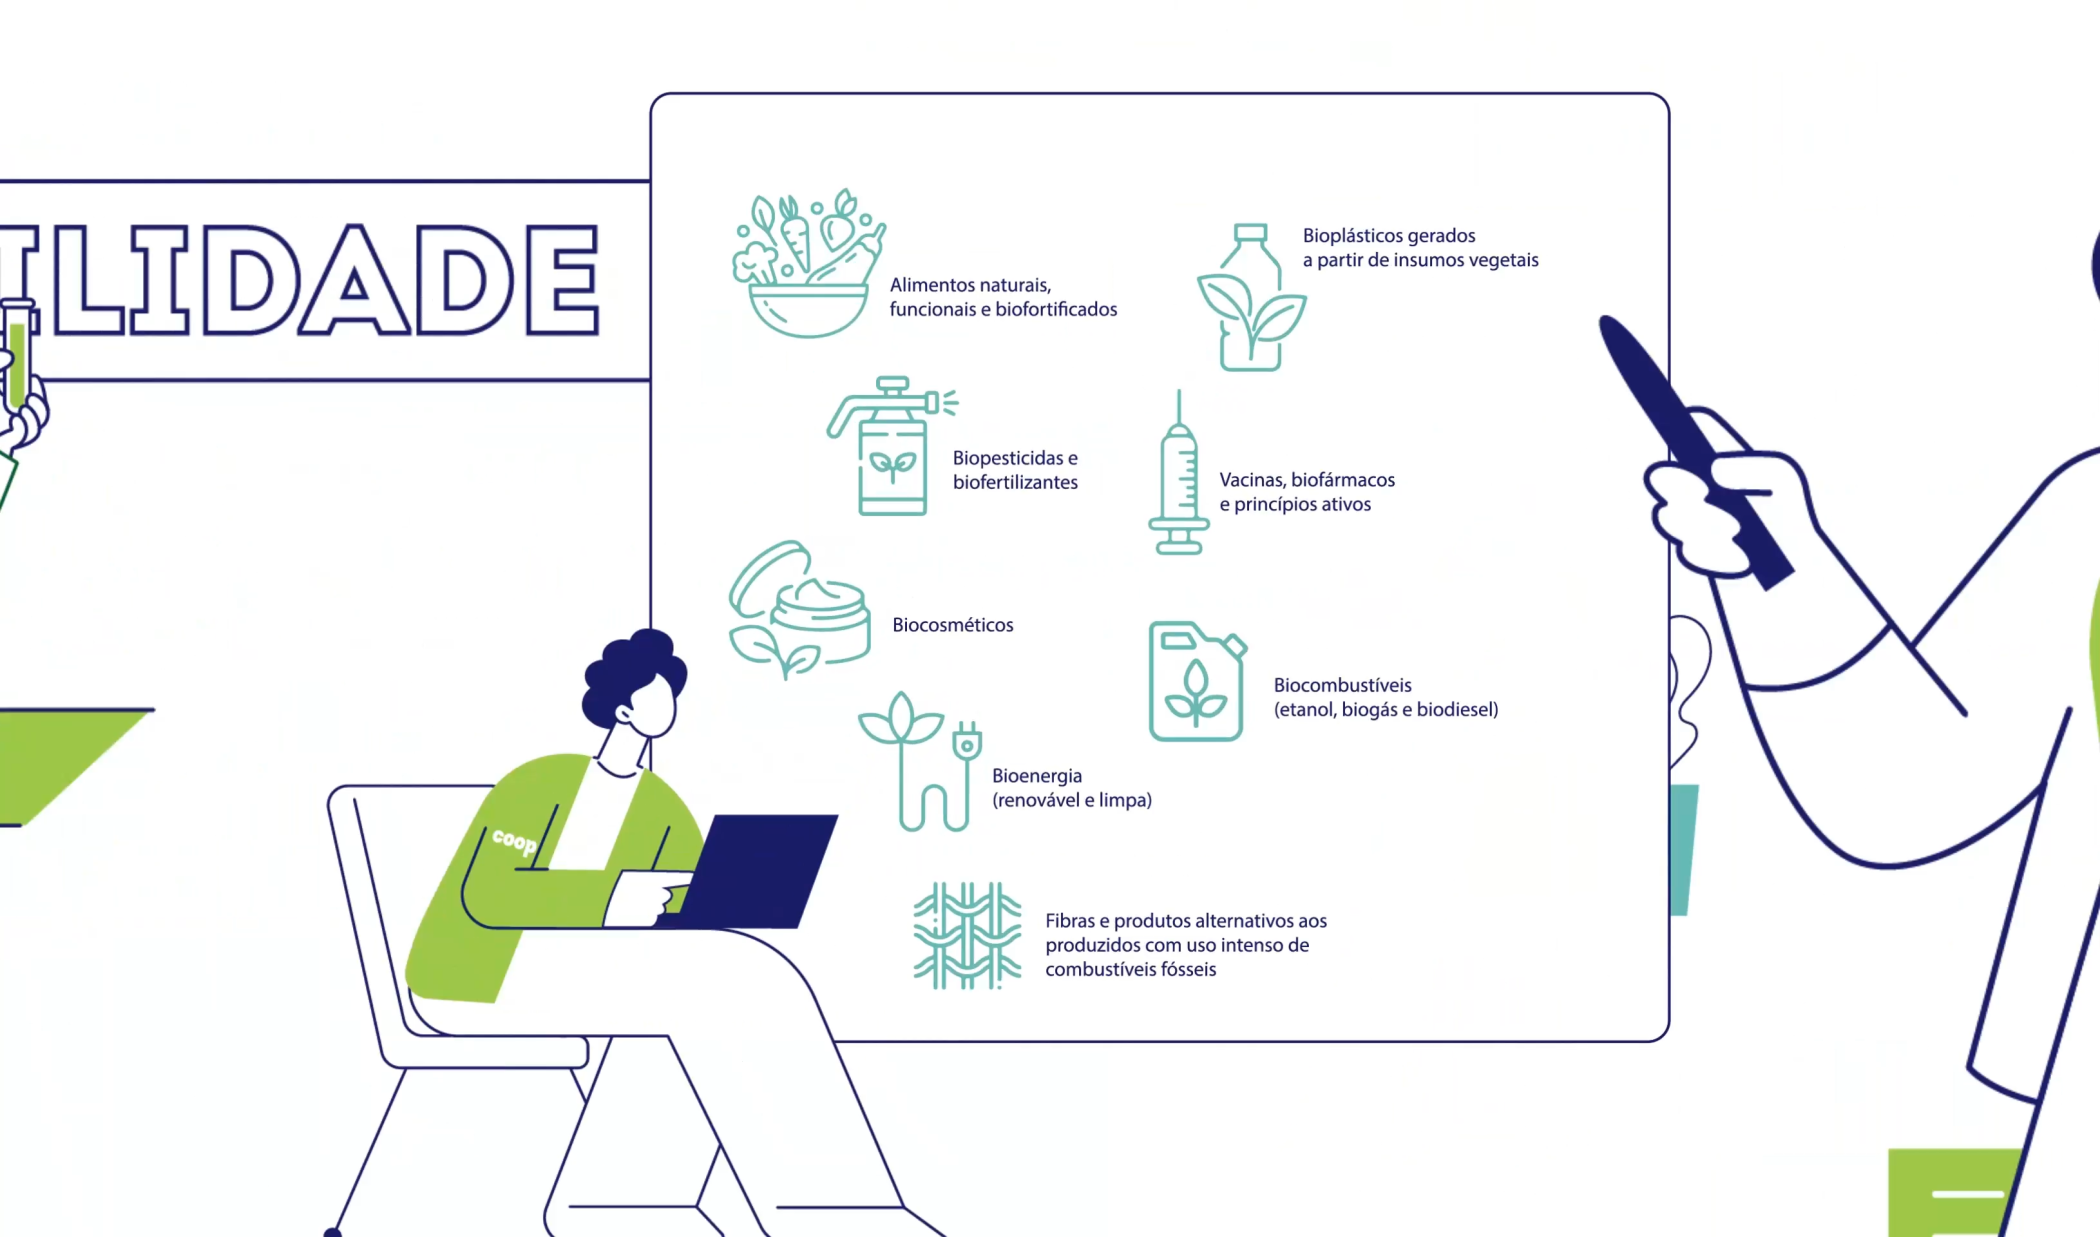 ILIDADE
Alimentos naturais,
funcionais e biofortificados
Bioplásticos gerados
a partir de insumos vegetais
Biopesticidas e
biofertilizantes
Vacinas, biofármacos
e princípios ativos
Biocosméticos
Biocombustíveis
(etanol, biogás e biodiesel)
Bioenergia
(renovável e limpa)
coop
Fibras e produtos alternativos aos
produzidos com uso intenso de
combustíveis fósseis